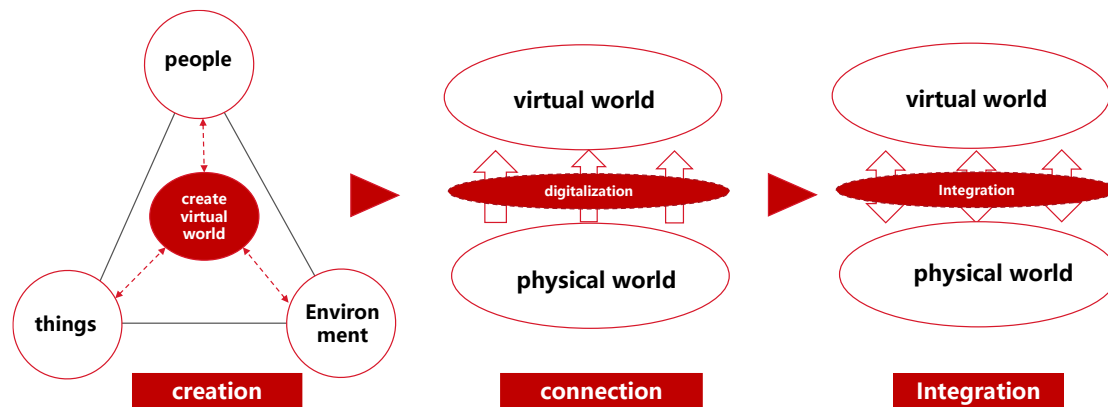 people
create
virtual
world
things
Environ
ment
creation
virtual world
digitalization
physical world
connection
virtual world
Integration
physical world
Integration